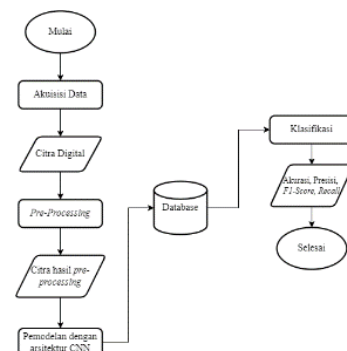 Mulai
Akuisisi Data
Citra Digital
Pre-Processing
Citra hasil pre-
processing
Pemodelan dengan
arsitektur CNN
Database
Klasifikasi
Akurasi, Presisi,
F1-Score, Recall
Selesai